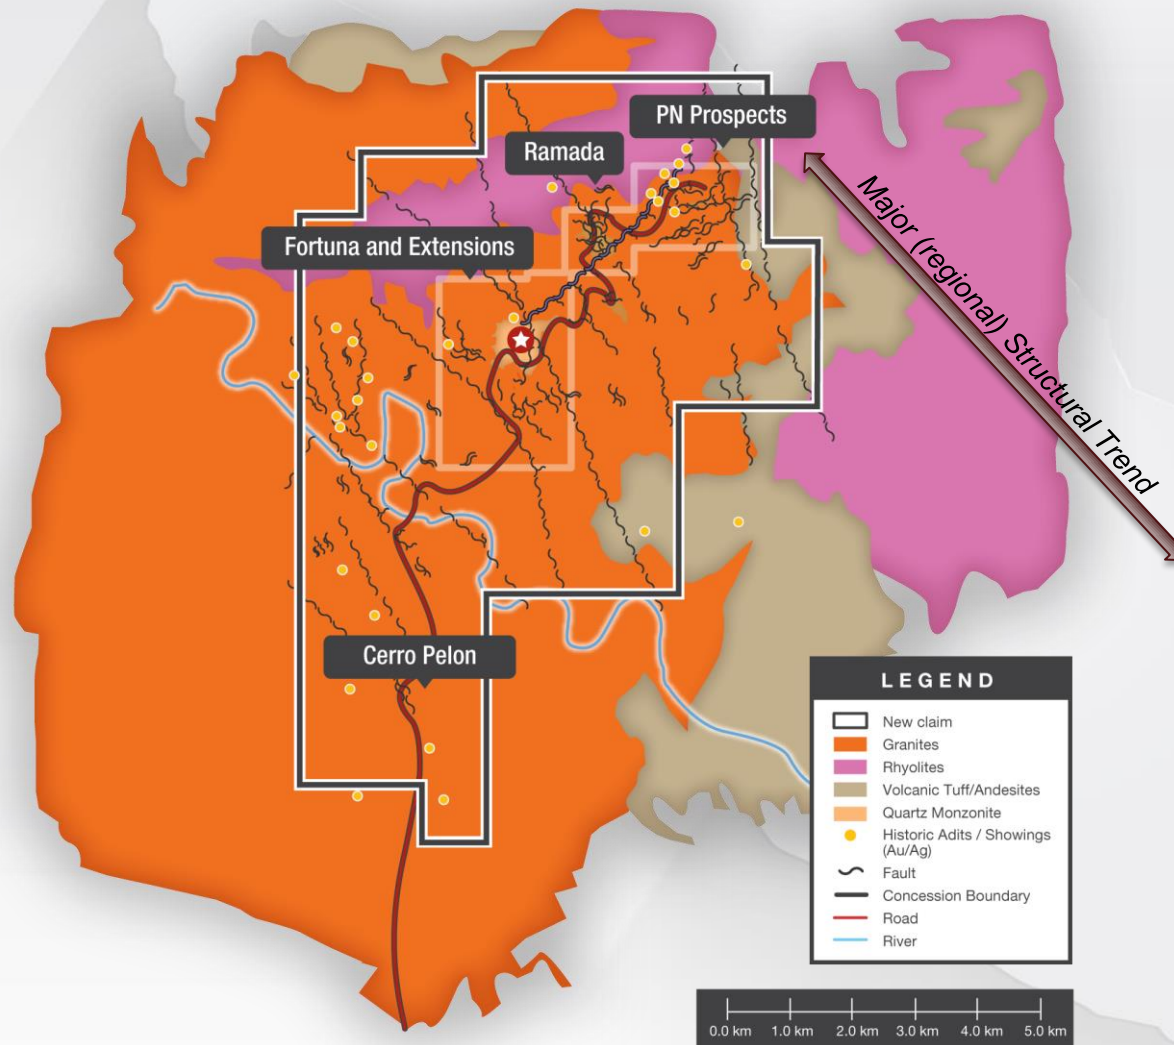 PN Prospects
Ramada
Fortuna and Extensions
Major (regional) Structural Trend
Cerro Pelon
LEGEND
New claim
Granites
Rhyolites
Volcanic Tuff/Andesites
Quartz Monzonite
Historic Adits / Showings
(Au/Ag)
Fault
Concession Boundary
Road
River
0.0 km 1.0 km 2.0 km 3.0 km 4.0 km 5.0 km